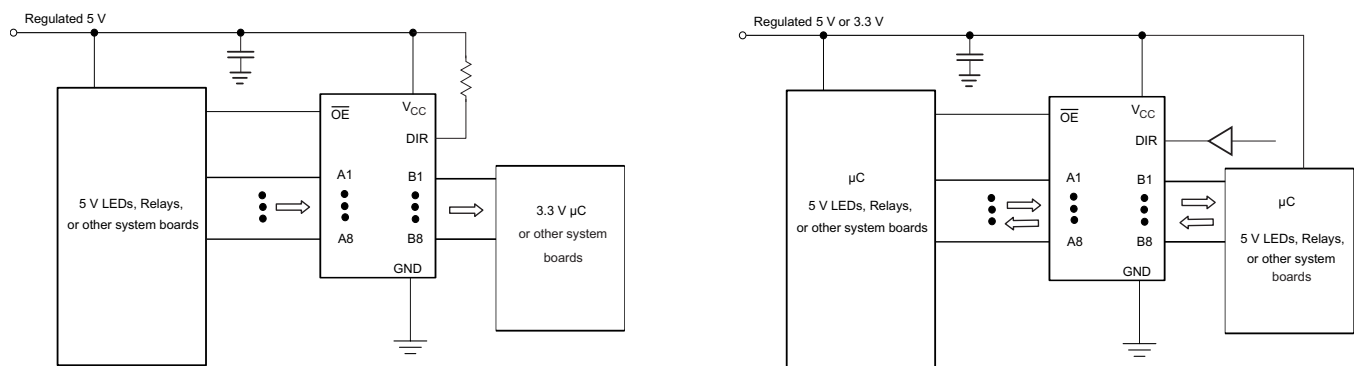 Regulated 5 V
OE
VCC
DIR
A1
B1
5 V LEDs, Relays,
or other system boards
3.3 V µC
or other system
boards
A8
B8
GND
Regulated 5 V or 3.3 V
OE
VCC
DIR
µC
5 V LEDs, Relays,
or other system boards
A1
B1
A8
B8
GND
µC
5 V LEDs, Relays,
or other system
boards